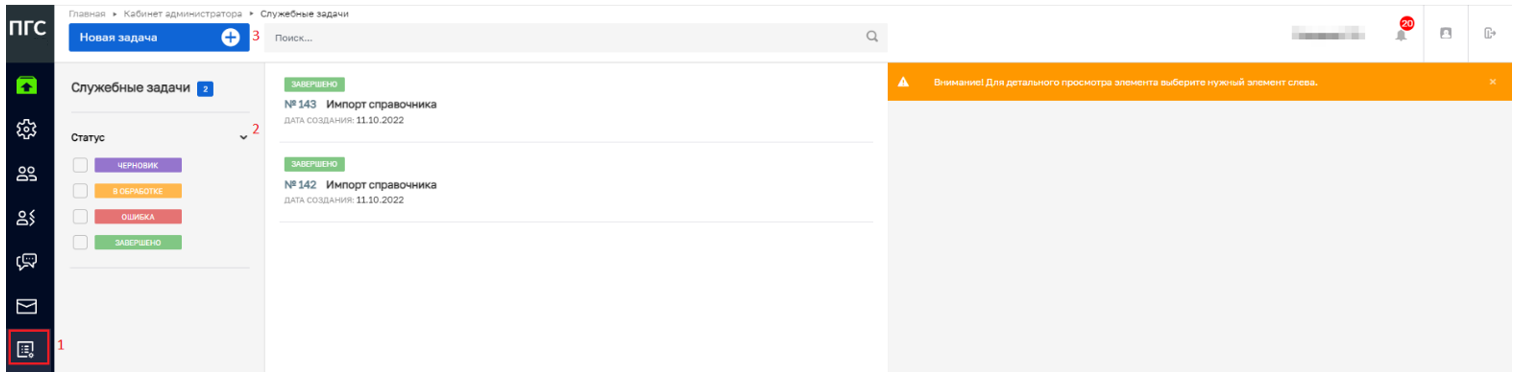 ПГС
Главная ▸ Кабинет администратора ▸ Служебные задачи
Новая задача
3
Поиск...
20
Служебные задачи 2
Статус
2
ЧЕРНОВИК
В ОБРАБОТКЕ
ОШИБКА
ЗАВЕРШЕНО
ЗАВЕРШЕНО
№ 143 Импорт справочника
ДАТА СОЗДАНИЯ: 11.10.2022
ЗАВЕРШЕНО
№ 142 Импорт справочника
ДАТА СОЗДАНИЯ: 11.10.2022
Внимание! Для детального просмотра элемента выберите нужный элемент слева.
1